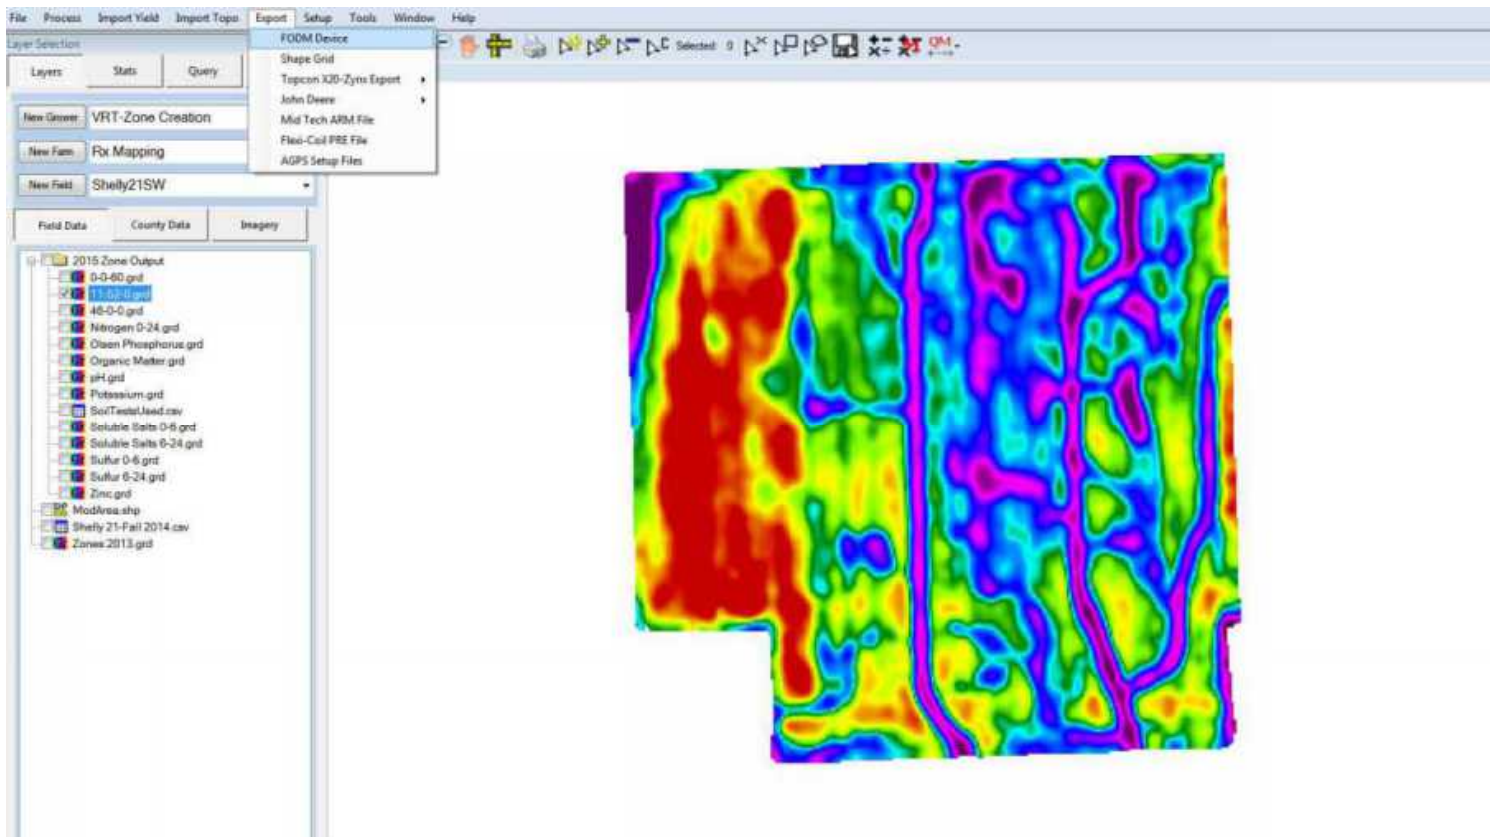 File Process Import Yield Import Topo Export Setup Tools Window Help
Layer Selection
FODM Device
Shape Grid
Topcon X20-Zyns Export
John Deere
Mid Tech ARM File
Flexi-Coil PRE File
AGPS Setup Files
Selected: 0
Layers Stats Query
New Grower VRT-Zone Creation
New Farm Rx Mapping
New Field Shelly21SW
Field Data County Data Imagery
2015 Zone Output
0-0-60.grd
11-52-0.grd
46-0-0.grd
Nitrogen 0-24.grd
Olsen Phosphorus.grd
Organic Matter.grd
pH.grd
Potassium.grd
SoilTestsUsed.csv
Soluble Salts 0-6.grd
Soluble Salts 6-24.grd
Sulfur 0-6.grd
Sulfur 6-24.grd
Zinc.grd
ModArea.shp
Shelly 21-Fall 2014.csv
Zones 2013.grd